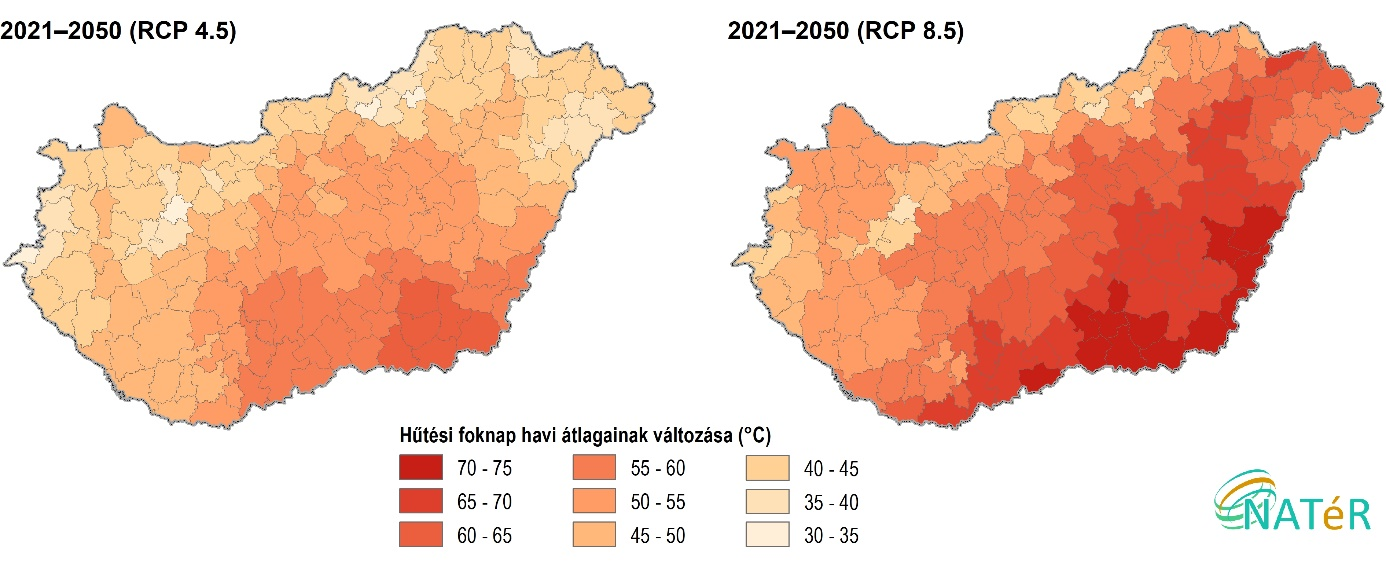 2021–2050 (RCP 4.5)
2021–2050 (RCP 8.5)
Hűtési foknap havi átlagainak változása (°C)
70 - 75
65 - 70
60 - 65
55 - 60
50 - 55
45 - 50
40 - 45
35 - 40
30 - 35
NATéR